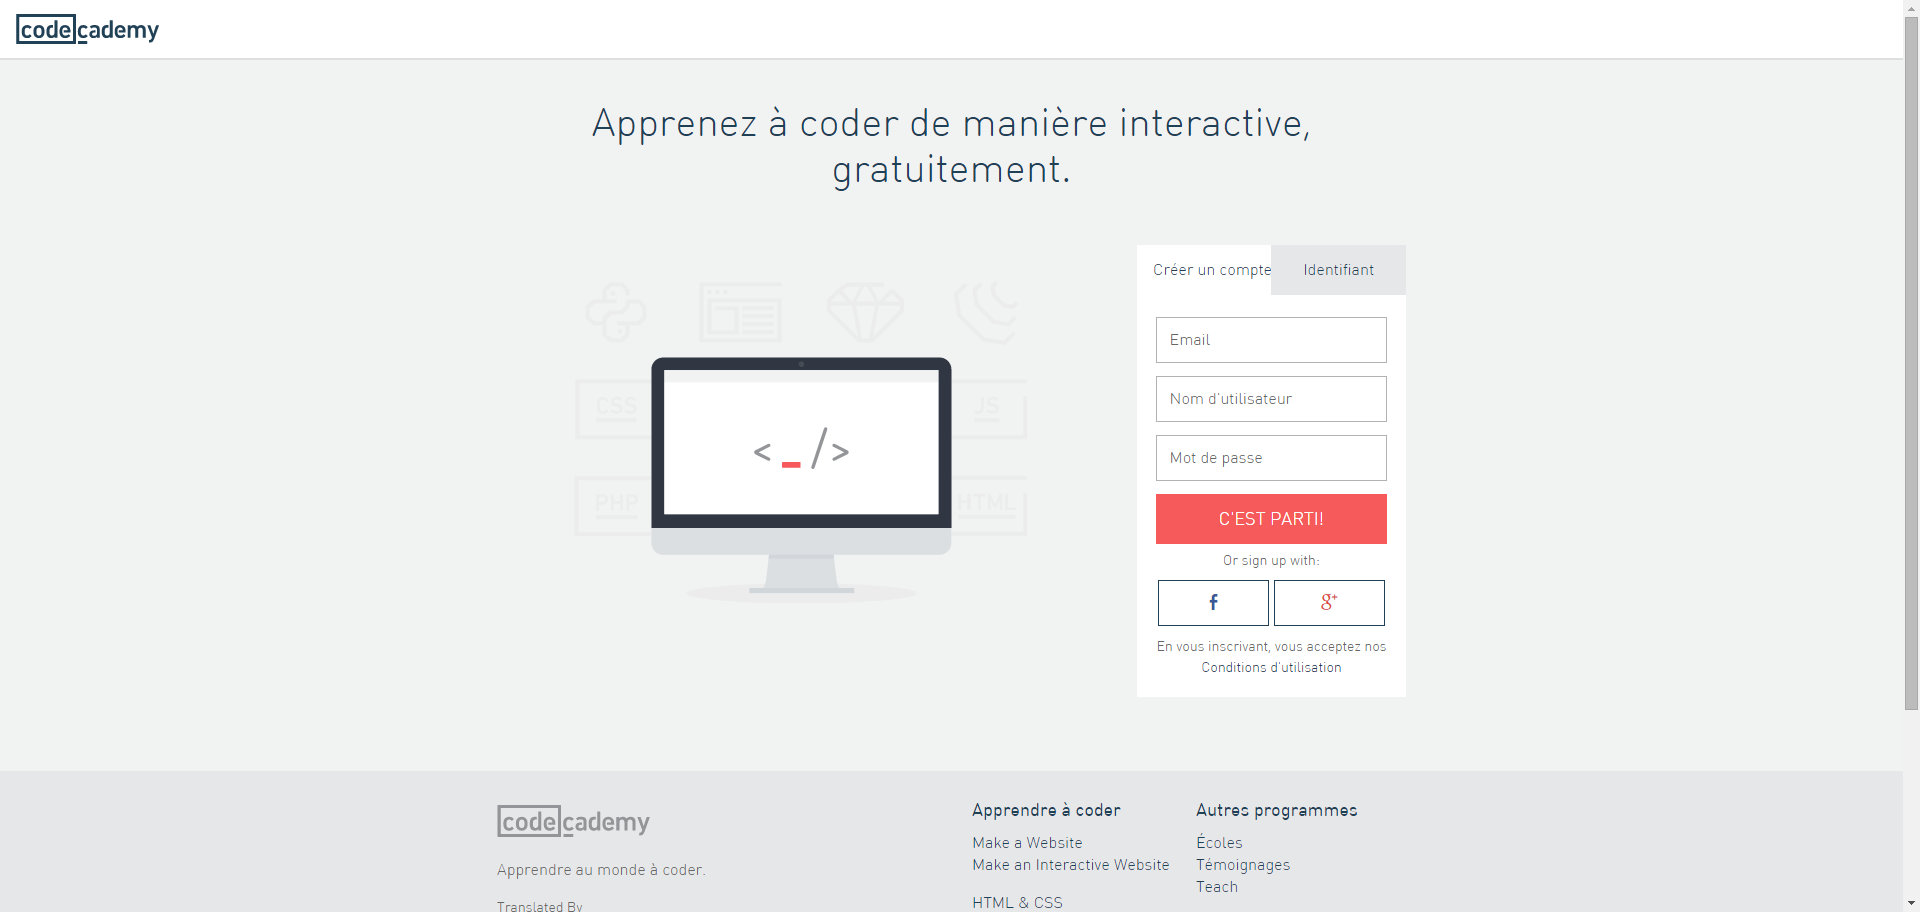 codecademy
Apprenez à coder de manière interactive,
gratuitement.
Créer un compte
Identifiant
Email
Nom d'utilisateur
Mot de passe
C'EST PARTI!
Or sign up with:
f
g+
En vous inscrivant, vous acceptez nos
Conditions d'utilisation
CSS
JS
< _ />
PHP
HTML
codecademy
Apprendre au monde à coder.
Translated By
Apprendre à coder
Make a Website
Make an Interactive Website
HTML & CSS
Autres programmes
Écoles
Témoignages
Teach